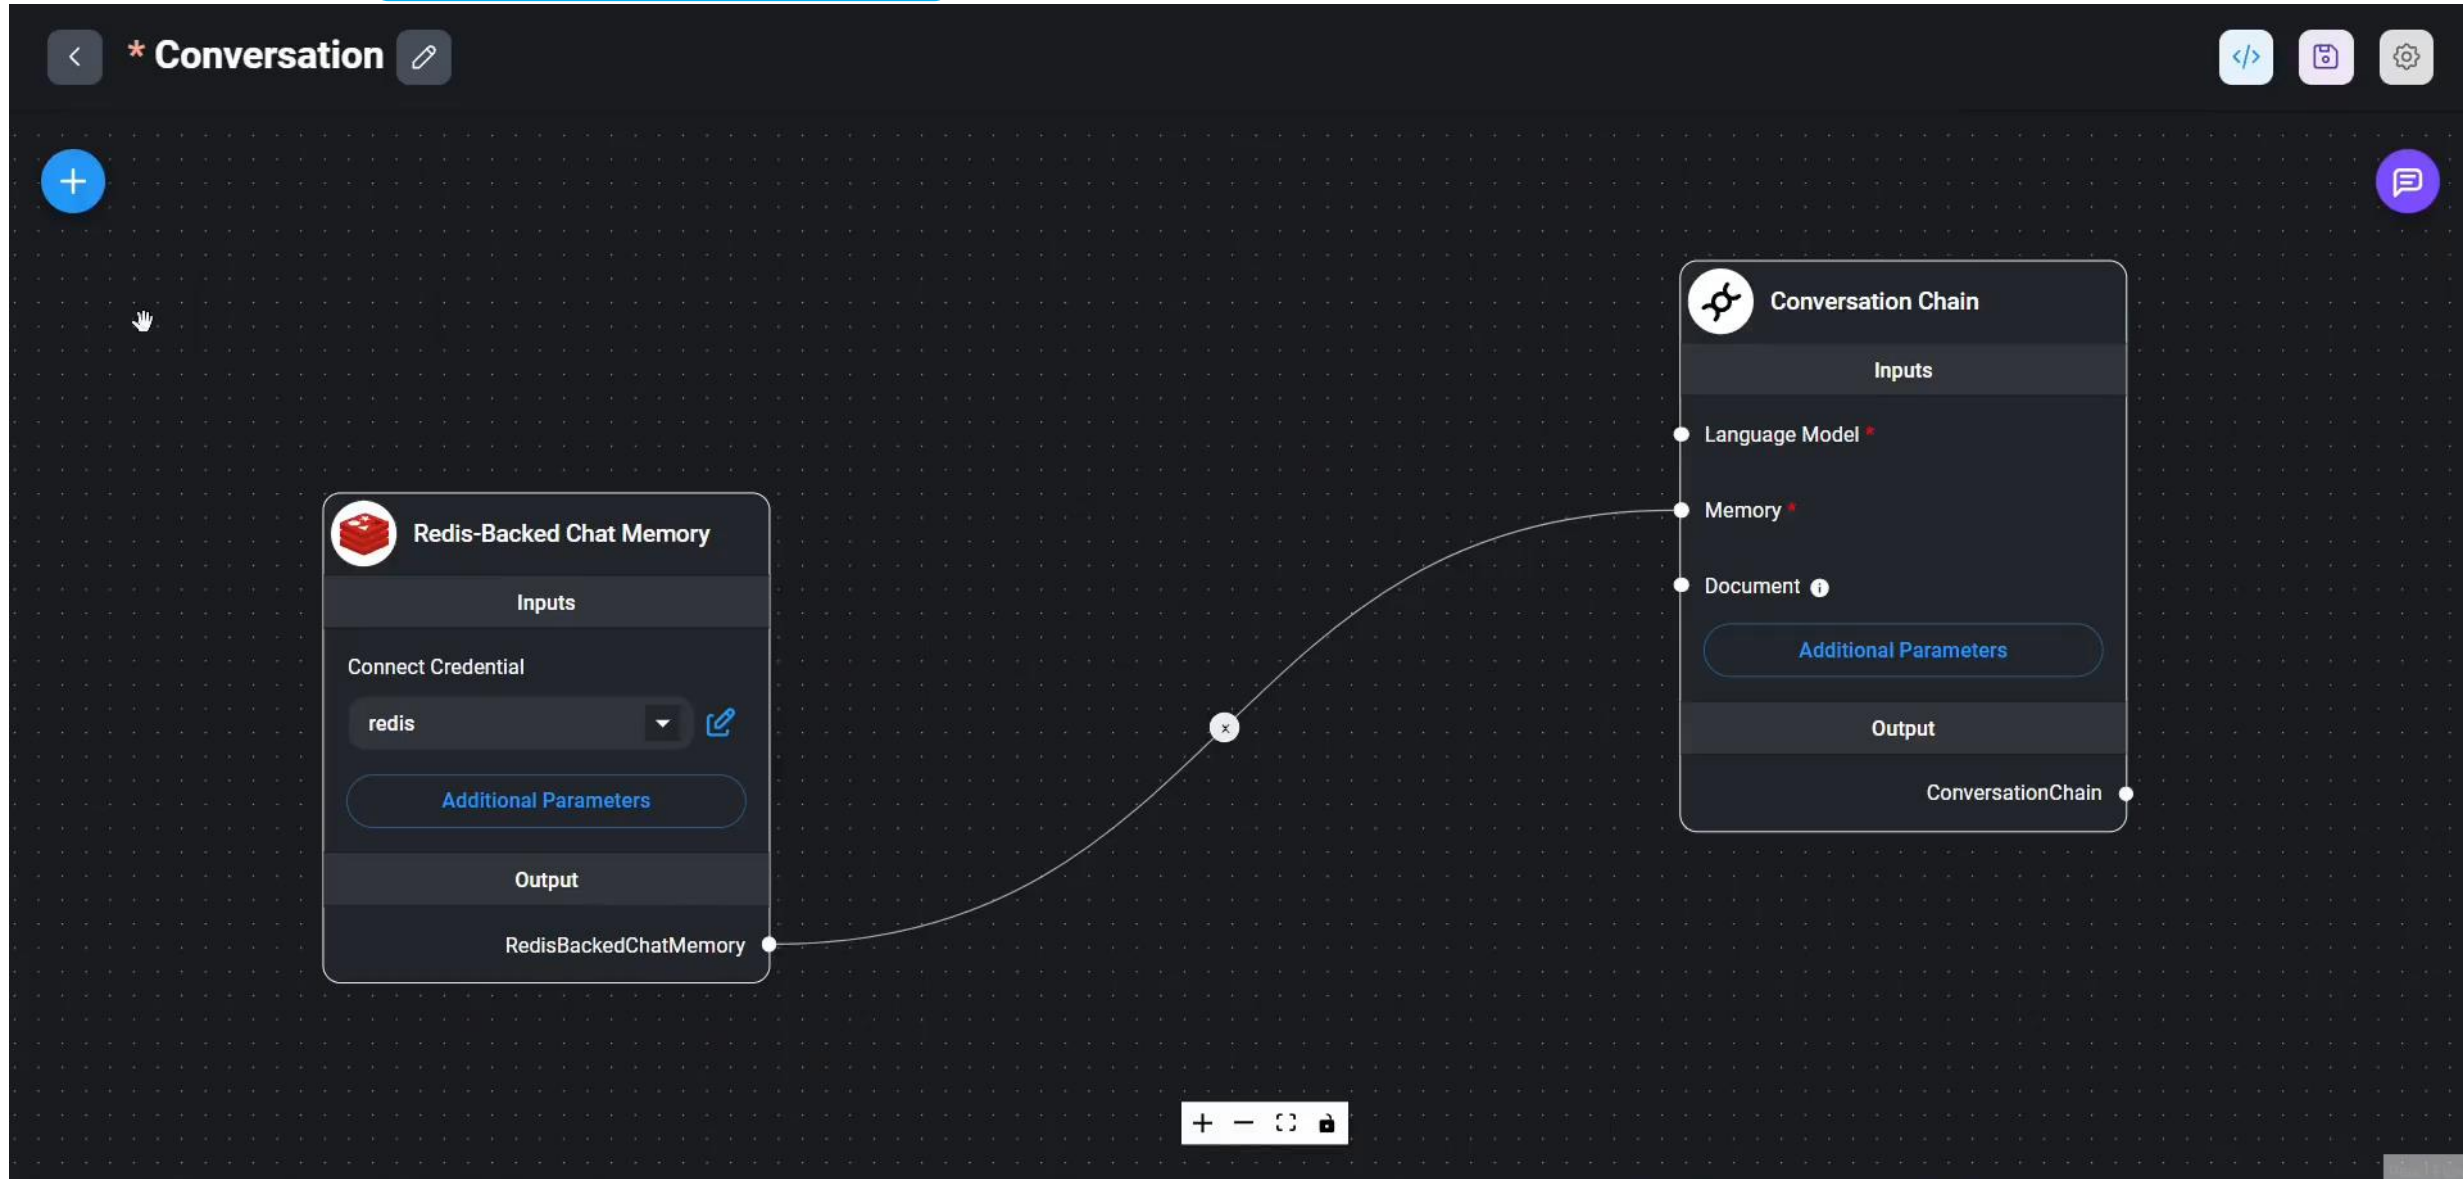 * Conversation
Redis-Backed Chat Memory
Inputs
Connect Credential
redis
Additional Parameters
Output
RedisBackedChatMemory
Conversation Chain
Inputs
Language Model *
Memory *
Document
Additional Parameters
Output
ConversationChain